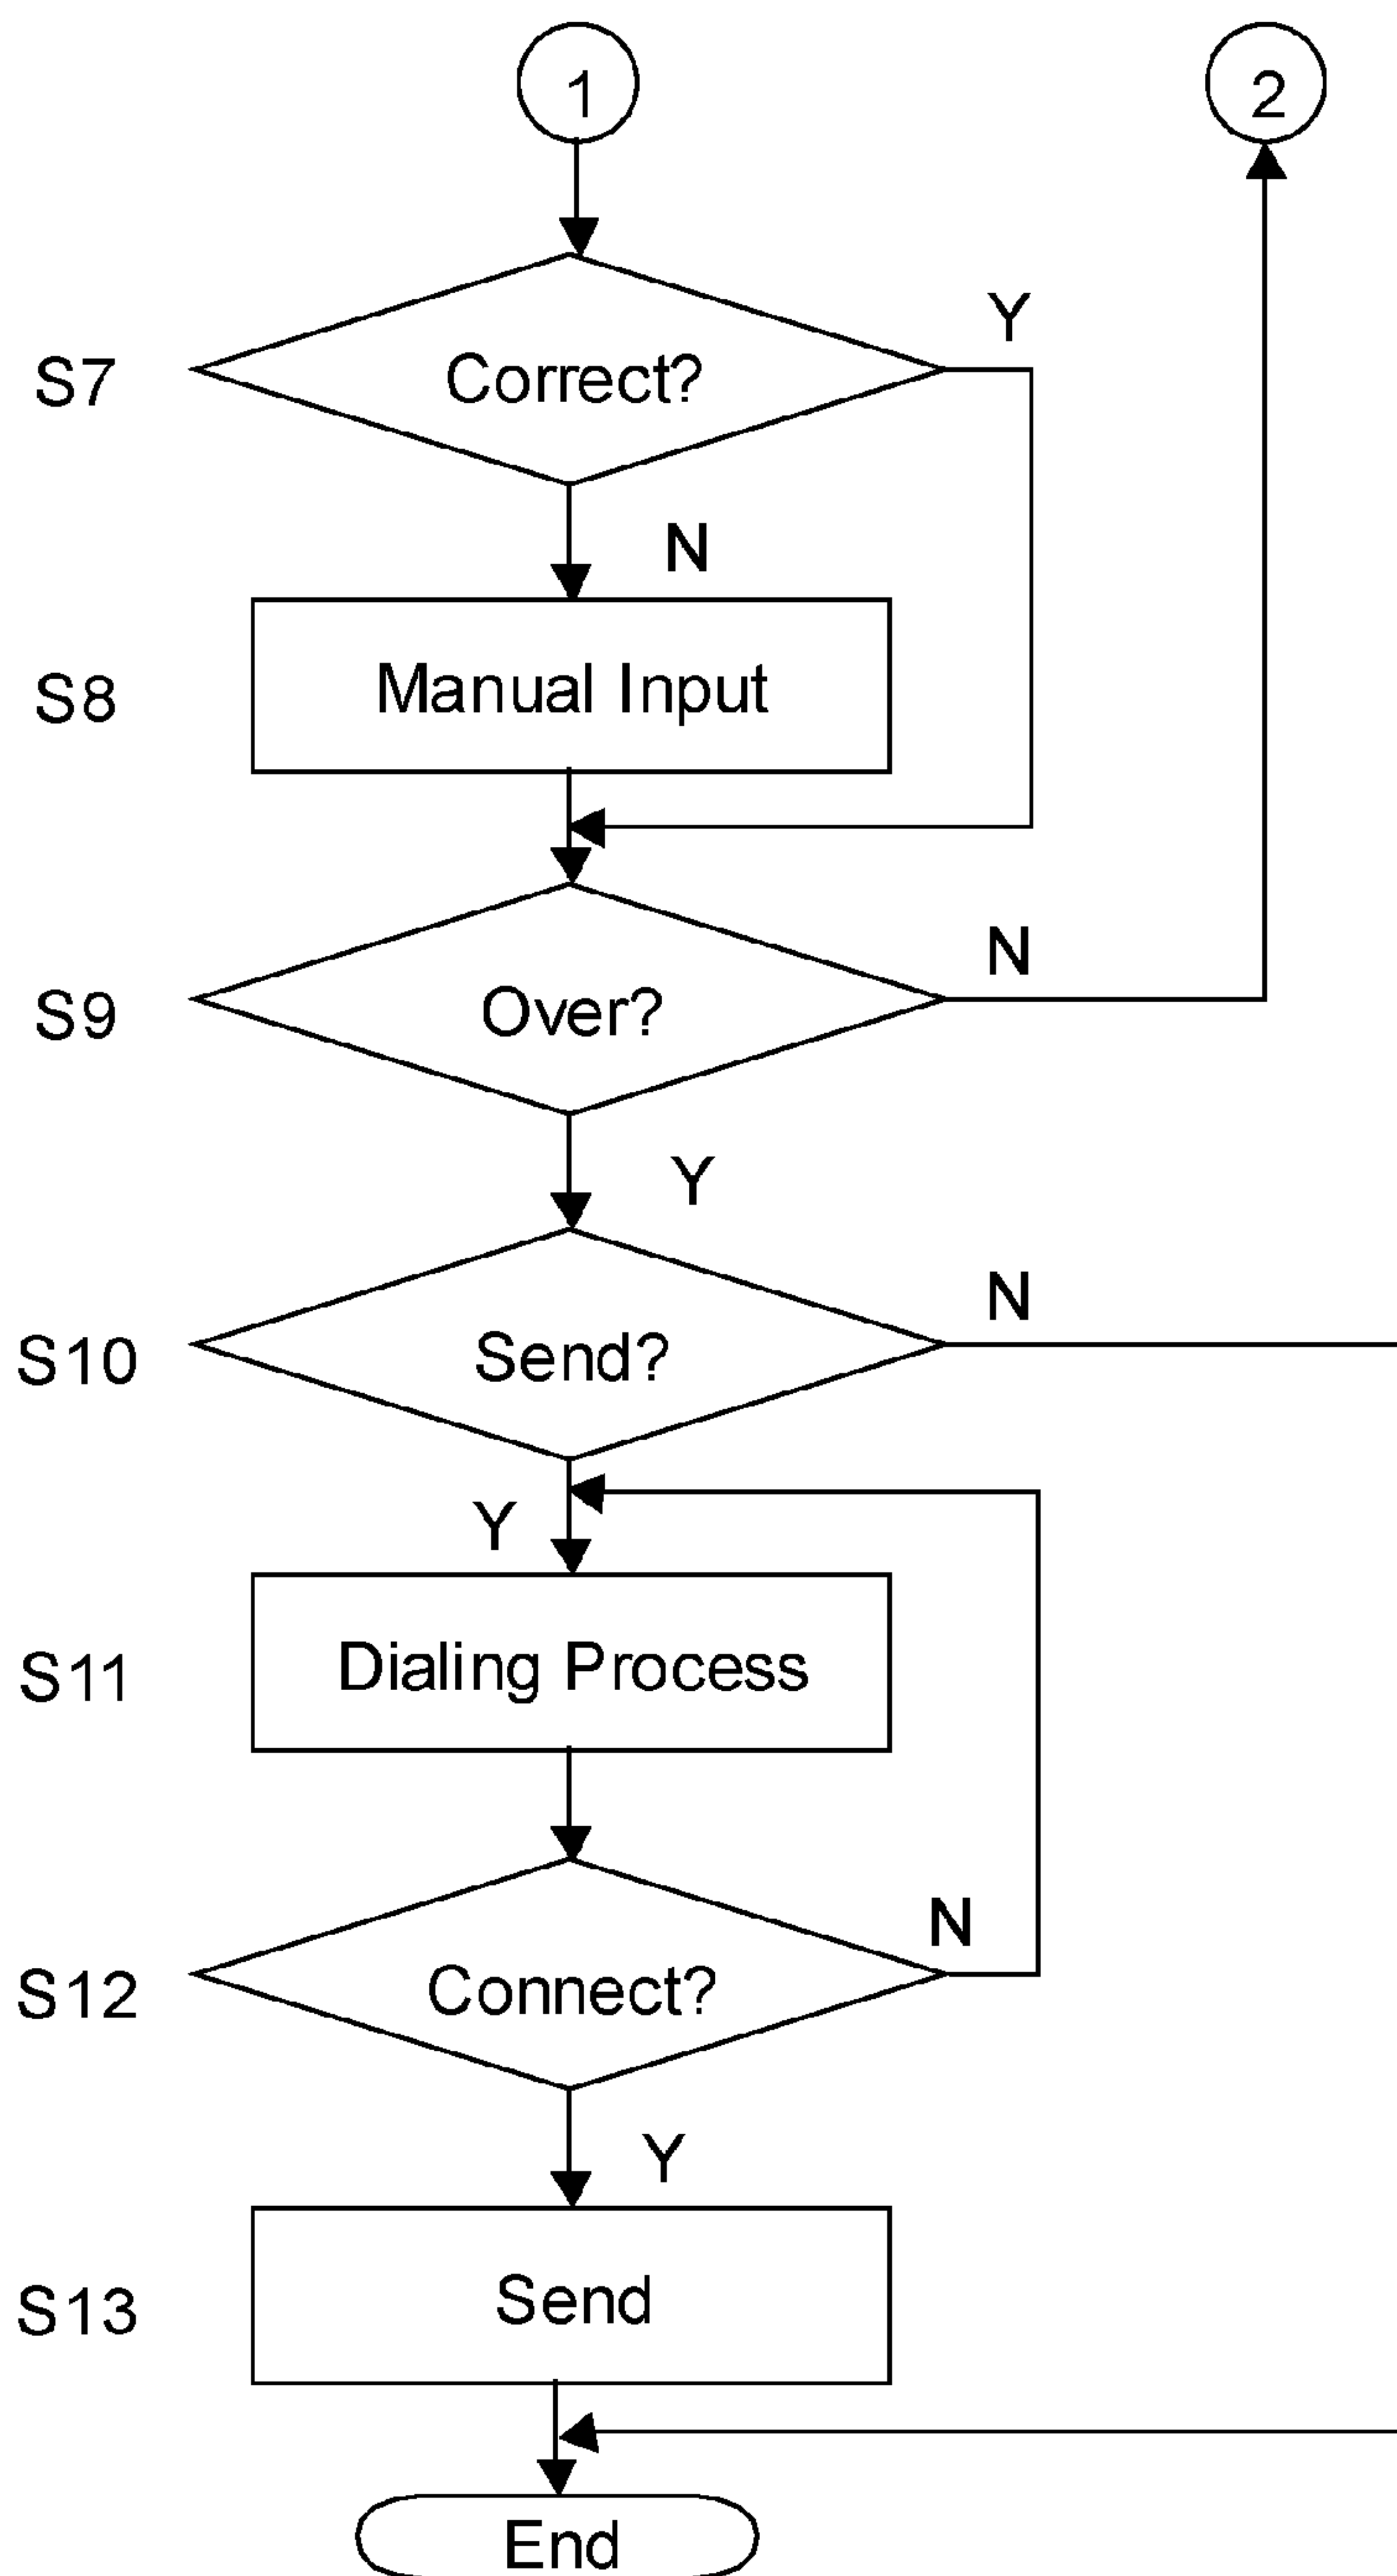 1
2
Y
S7
Correct?
N
S8
Manual Input
N
S9
Over?
Y
N
S10
Send?
Y
S11
Dialing Process
N
S12
Connect?
Y
S13
Send
End